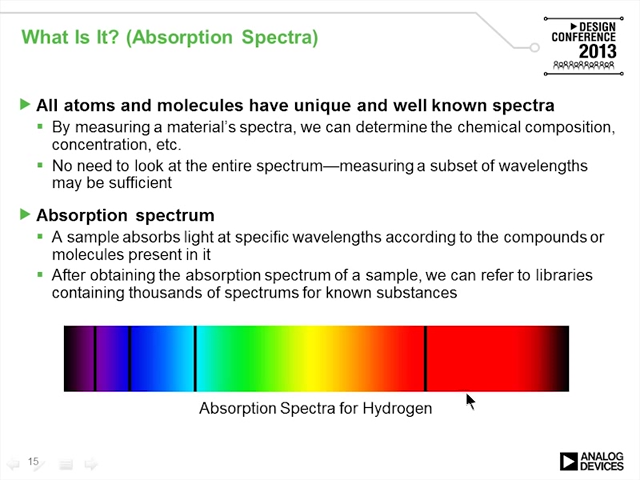 What Is It? (Absorption Spectra)
DESIGN
CONFERENCE
2013
All atoms and molecules have unique and well known spectra
By measuring a material's spectra, we can determine the chemical composition,
concentration, etc.
No need to look at the entire spectrum—measuring a subset of wavelengths
may be sufficient
Absorption spectrum
A sample absorbs light at specific wavelengths according to the compounds or
molecules present in it
After obtaining the absorption spectrum of a sample, we can refer to libraries
containing thousands of spectrums for known substances
Absorption Spectra for Hydrogen
15
ANALOG
DEVICES